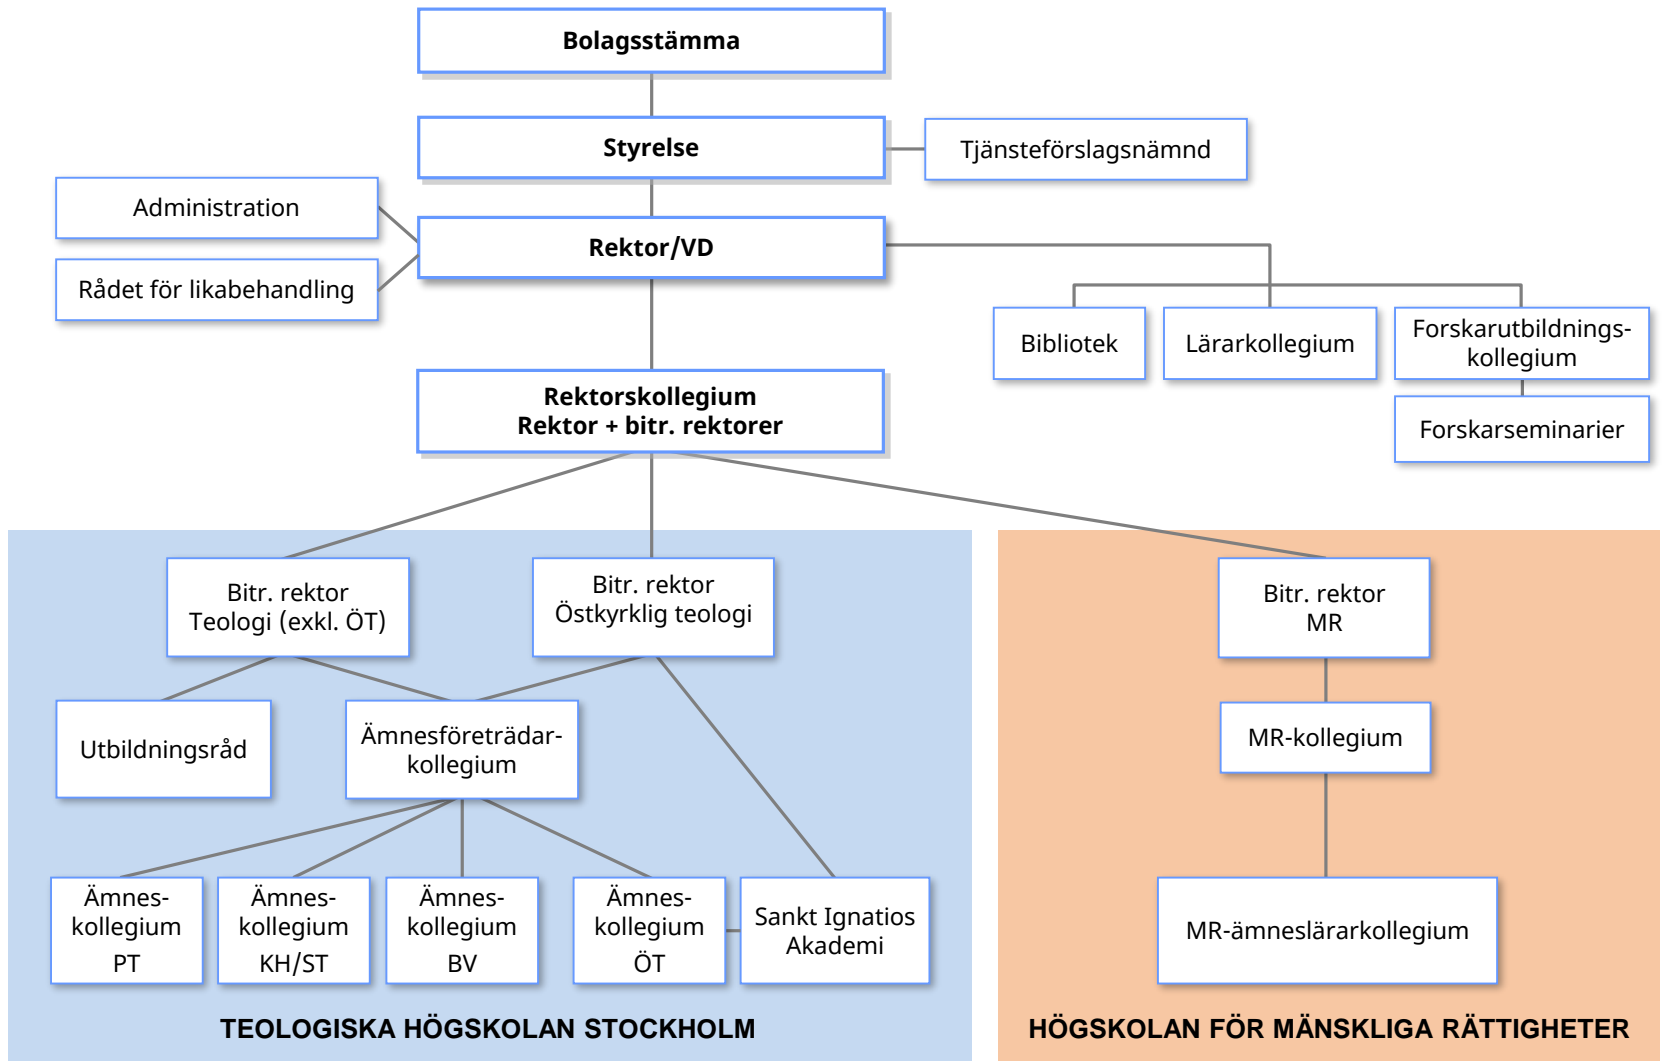 Bolagsstämma
Styrelse
Tjänsteförslagsnämnd
Administration
Rektor/VD
Rådet för likabehandling
Bibliotek
Lärarkollegium
Forskarutbildnings-
kollegium
Forskarseminarier
Rektorskollegium
Rektor + bitr. rektorer
Bitr. rektor
Teologi (exkl. ÖT)
Bitr. rektor
Östkyrklig teologi
Bitr. rektor
MR
Utbildningsråd
Ämnesföreträdar-
kollegium
MR-kollegium
Ämnes-
kollegium
PT
Ämnes-
kollegium
KH/ST
Ämnes-
kollegium
BV
Ämnes-
kollegium
ÖT
Sankt Ignatios
Akademi
MR-ämneslärarkollegium
TEOLOGISKA HÖGSKOLAN STOCKHOLM
HÖGSKOLAN FÖR MÄNSKLIGA RÄTTIGHETER